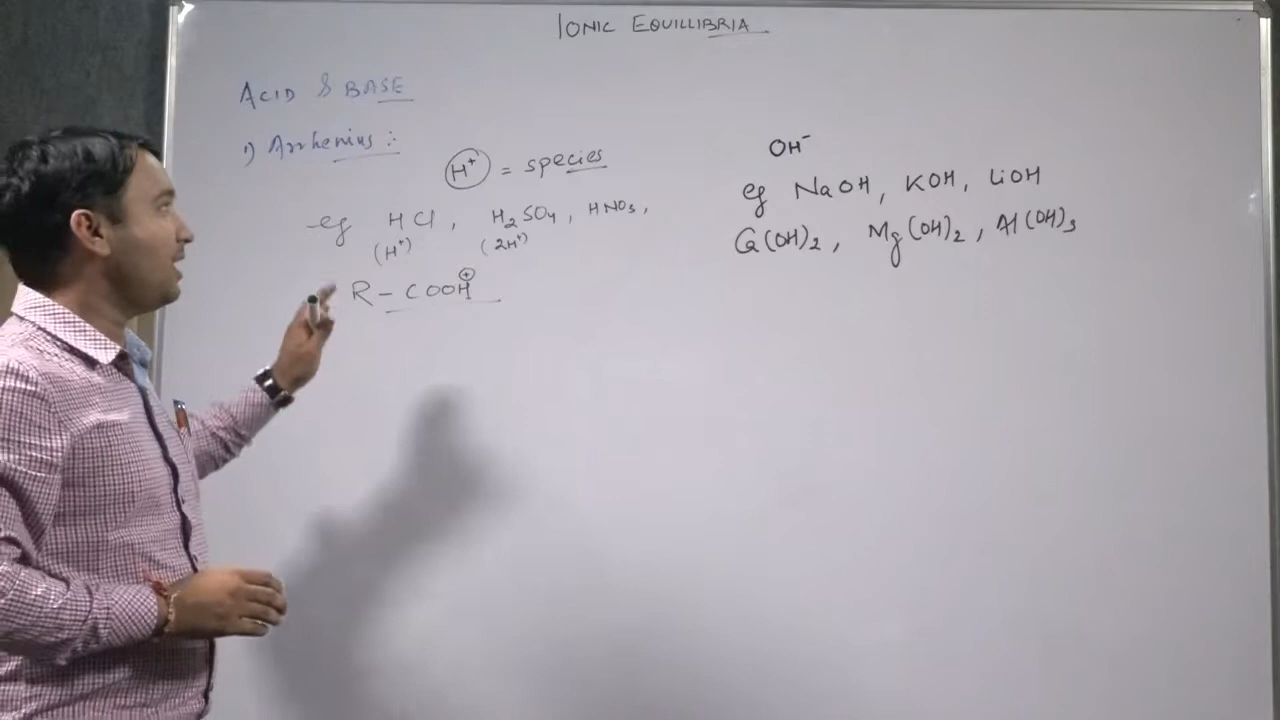 IONIC EQUILLIBRIA
ACID & BASE
1) Arrhenius :
H⁺ = species
eg HCl, H₂SO₄, HNO₃,
(H⁺) (2H⁺)
R - COOH⊕
OH⁻
eg NaOH, KOH, LiOH
Ca(OH)₂, Mg(OH)₂, Al(OH)₃